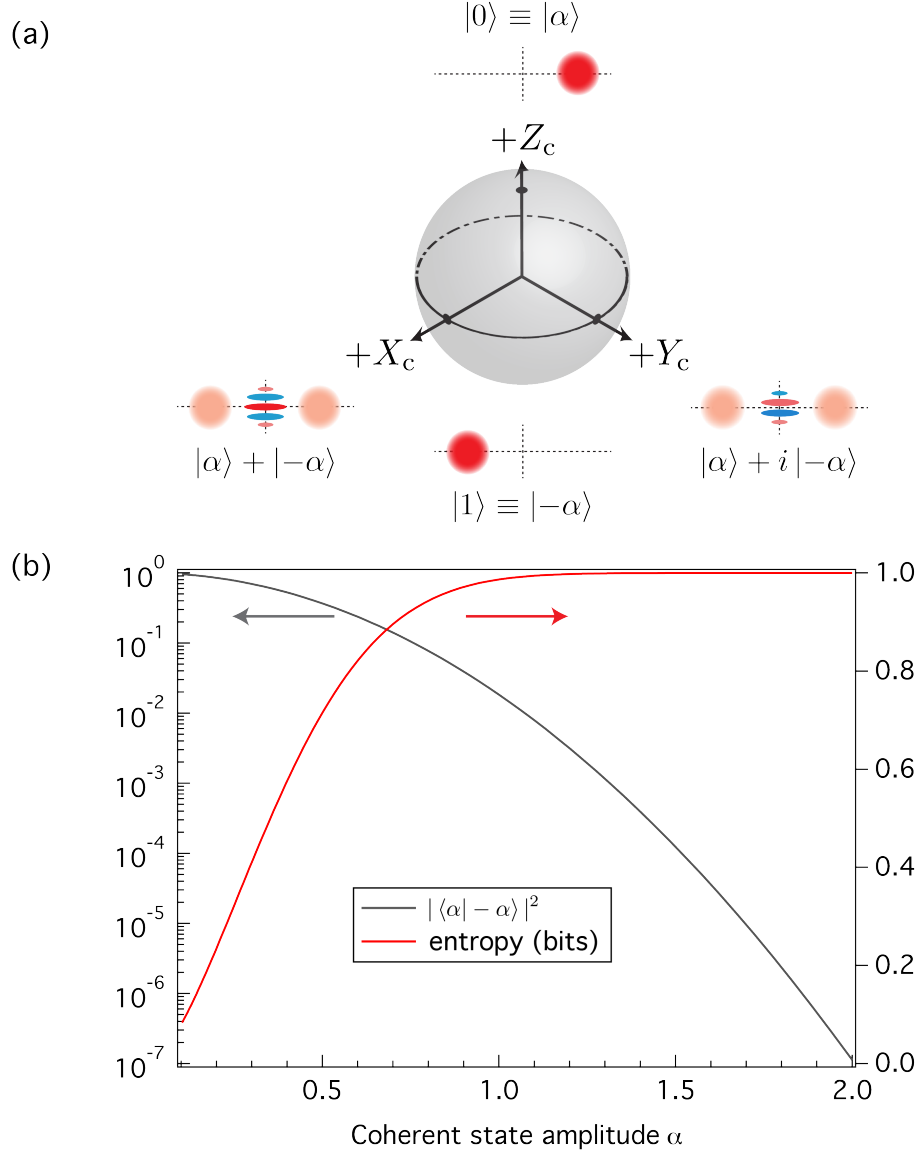 (a)
|0⟩ ≡ |α⟩
+Z_c
+X_c
+Y_c
|α⟩ + |−α⟩
|α⟩ + i |−α⟩
|1⟩ ≡ |−α⟩
(b)
10^0
10^-1
10^-2
10^-3
10^-4
10^-5
10^-6
10^-7
1.0
0.8
0.6
0.4
0.2
0.0
| ⟨α| − α⟩ |^2
entropy (bits)
0.5 1.0 1.5 2.0
Coherent state amplitude α